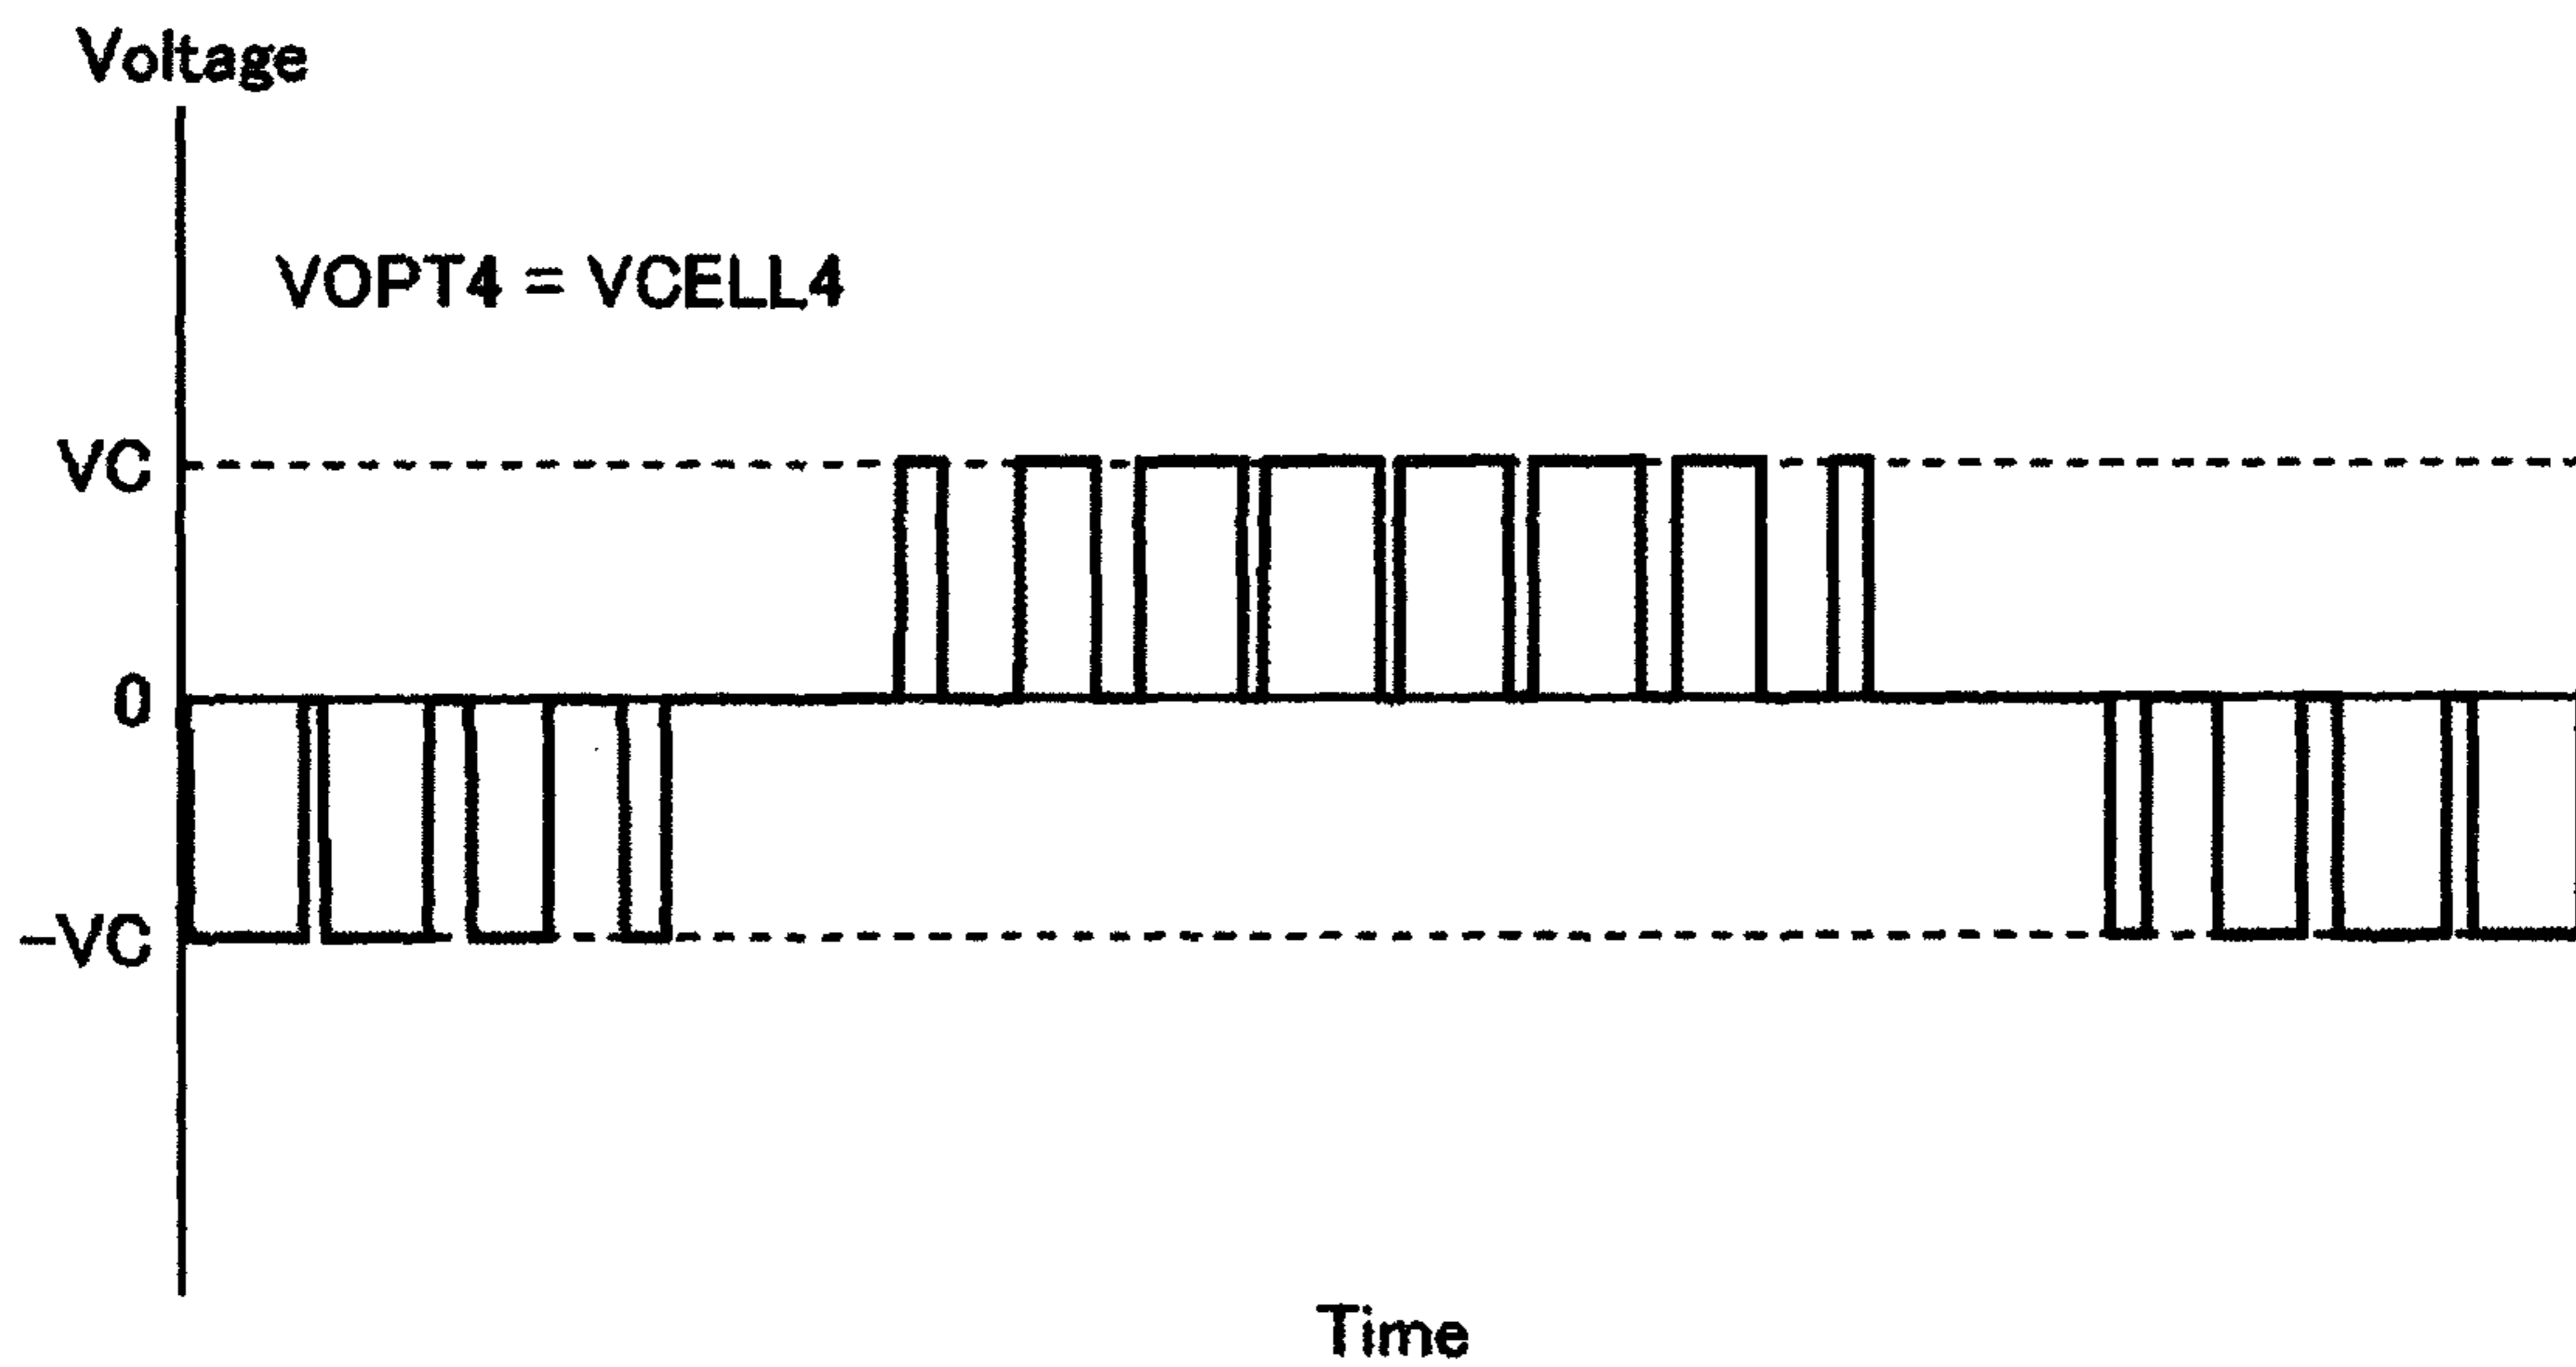 Voltage
VOPT4 = VCELL4
VC
0
-VC
Time